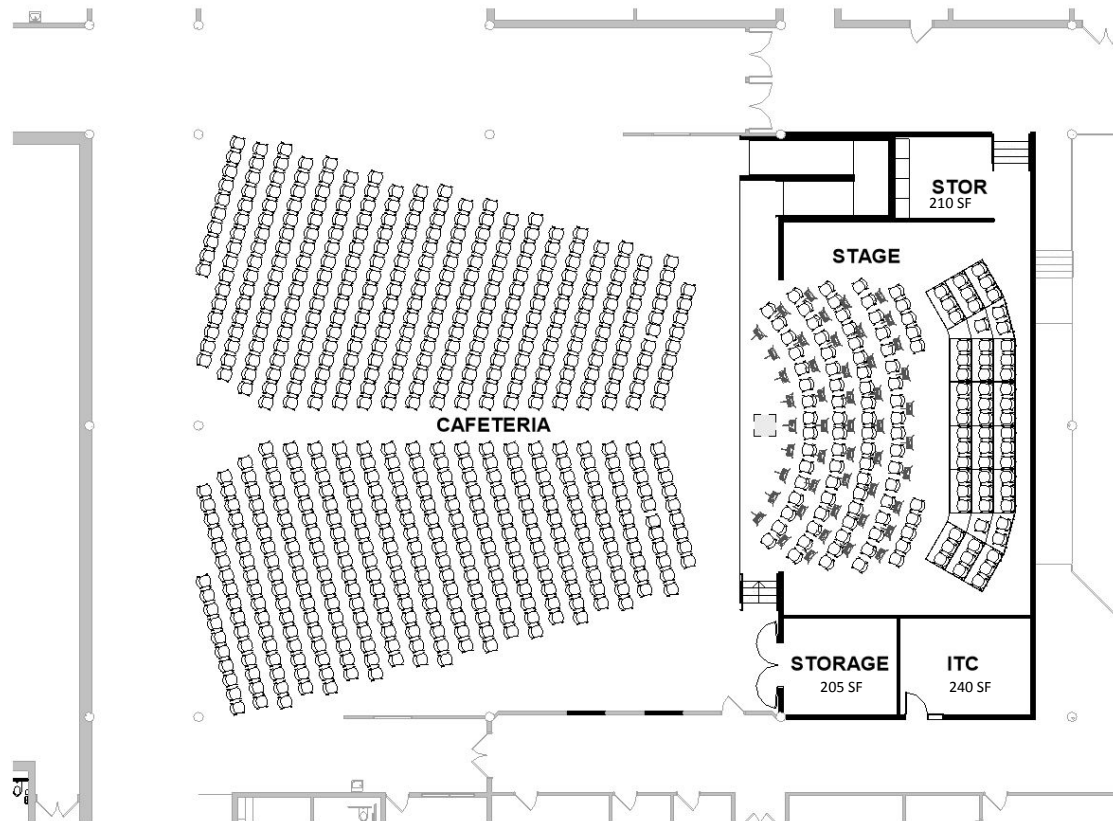 STOR
210 SF
STAGE
CAFETERIA
STORAGE
205 SF
ITC
240 SF